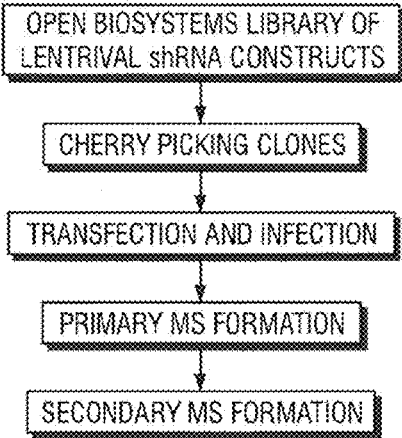 OPEN BIOSYSTEMS LIBRARY OF
LENTRIVAL shRNA CONSTRUCTS
CHERRY PICKING CLONES
TRANSFECTION AND INFECTION
PRIMARY MS FORMATION
SECONDARY MS FORMATION